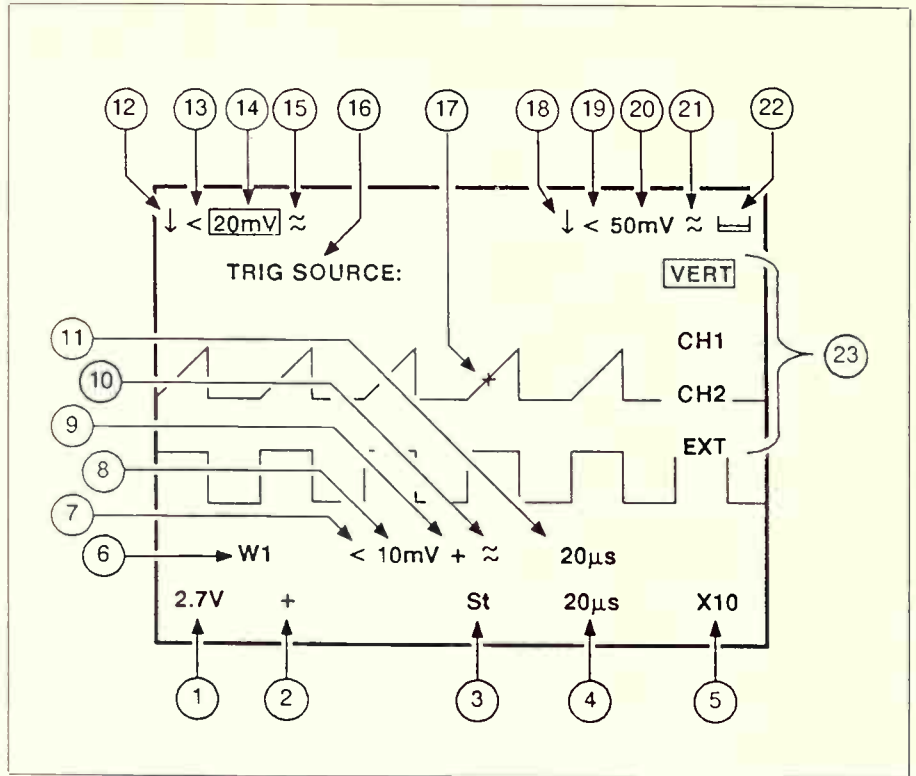 12 13 14 15 16 17 18 19 20 21 22
↓ < 20mV ≈ ↓ < 50mV ≈
TRIG SOURCE: VERT
11 CH1 23
10 CH2
9 EXT
8
7
6 W1 < 10mV + ≈ 20µs
2.7V + St 20µs X10
1 2 3 4 5